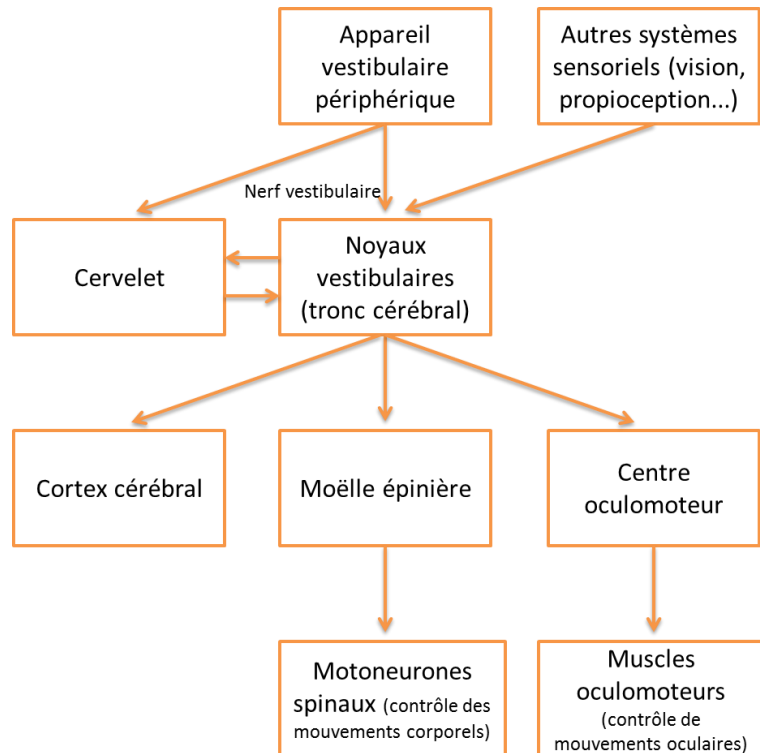 Appareil
vestibulaire
périphérique
Autres systèmes
sensoriels (vision,
propioception...)
Nerf vestibulaire
Cervelet
Noyaux
vestibulaires
(tronc cérébral)
Cortex cérébral
Moëlle épinière
Centre
oculomoteur
Motoneurones
spinaux (contrôle des
mouvements corporels)
Muscles
oculomoteurs
(contrôle de
mouvements oculaires)